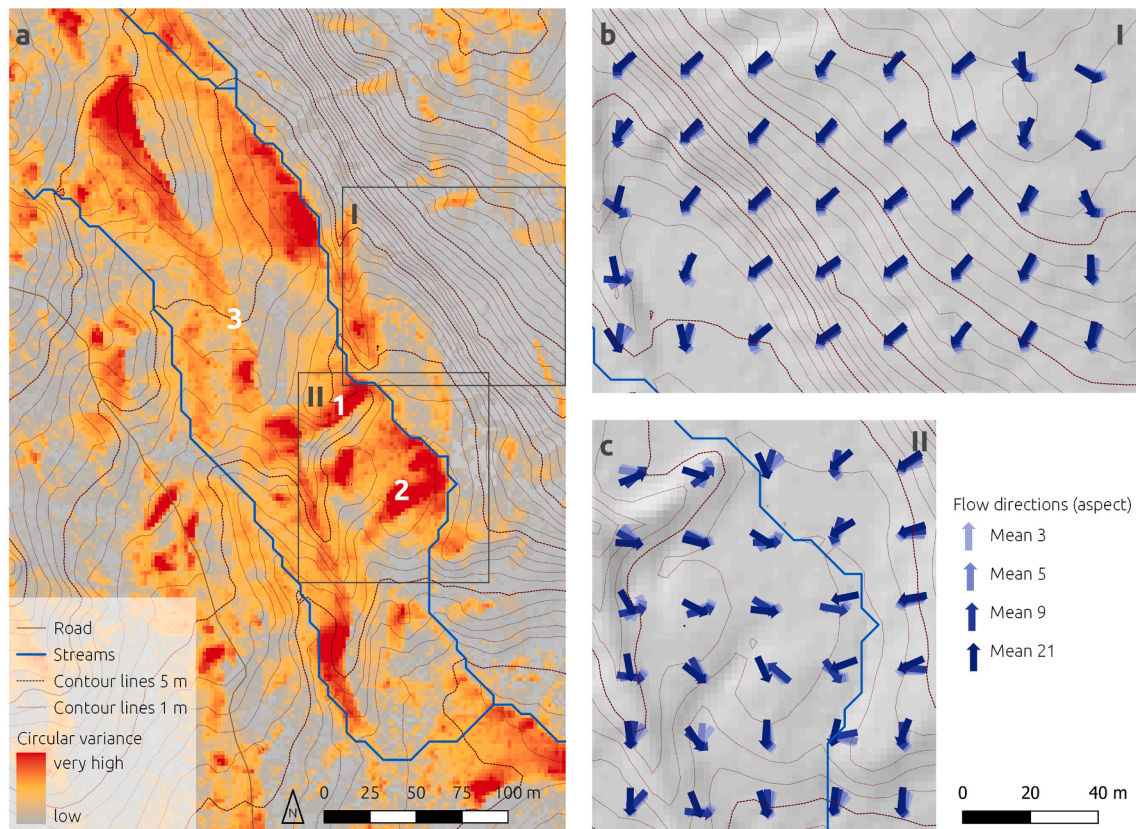 a
I
II
1
2
3
Road
Streams
Contour lines 5 m
Contour lines 1 m
Circular variance
very high
low
N
0 25 50 75 100 m
b
I
c
II
Flow directions (aspect)
Mean 3
Mean 5
Mean 9
Mean 21
0 20 40 m